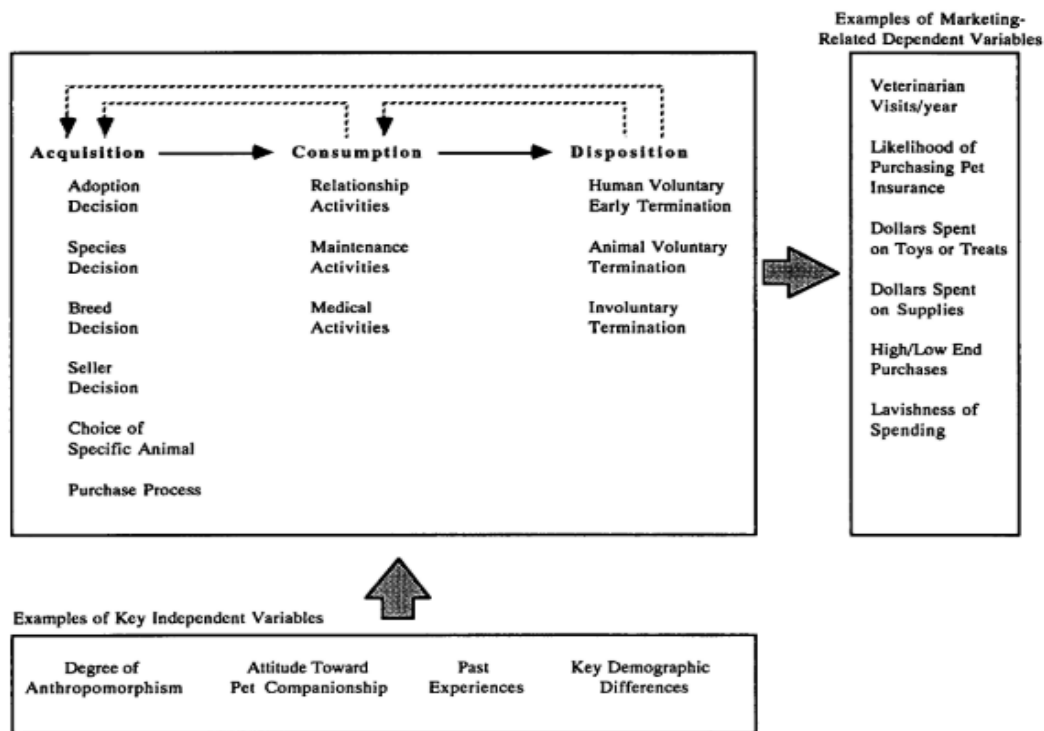 Examples of Marketing-
Related Dependent Variables
Acquisition
Consumption
Disposition
Adoption
Decision
Species
Decision
Breed
Decision
Seller
Decision
Choice of
Specific Animal
Purchase Process
Relationship
Activities
Maintenance
Activities
Medical
Activities
Human Voluntary
Early Termination
Animal Voluntary
Termination
Involuntary
Termination
Veterinarian
Visits/year
Likelihood of
Purchasing Pet
Insurance
Dollars Spent
on Toys or Treats
Dollars Spent
on Supplies
High/Low End
Purchases
Lavishness of
Spending
Examples of Key Independent Variables
Degree of
Anthropomorphism
Attitude Toward
Pet Companionship
Past
Experiences
Key Demographic
Differences